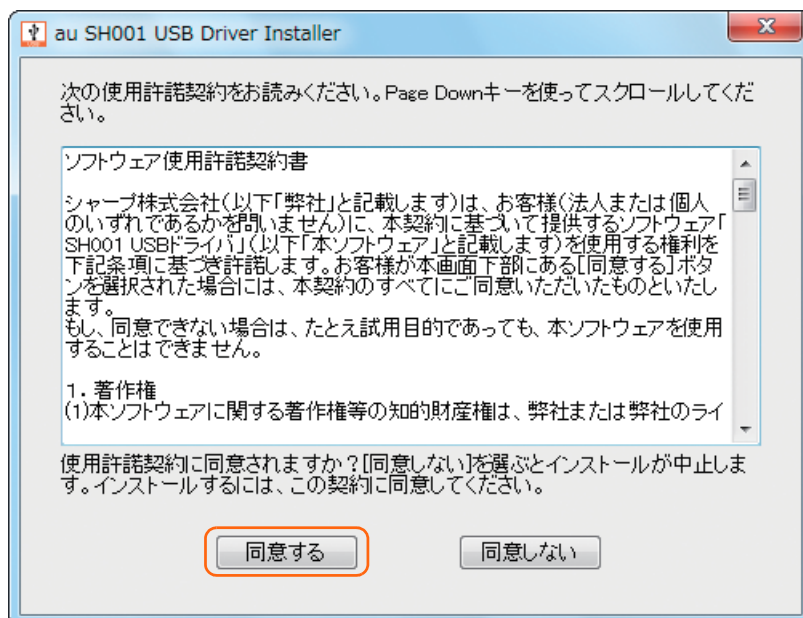 au SH001 USB Driver Installer
次の使用許諾契約をお読みください。Page Downキーを使ってスクロールしてくだ
さい。
ソフトウェア使用許諾契約書
シャープ株式会社(以下「弊社」と記載します)は、お客様(法人または個人
のいずれであるかを問いません)に、本契約に基づいて提供するソフトウェア「
SH001 USBドライバ」(以下「本ソフトウェア」と記載します)を使用する権利を
下記条項に基づき許諾します。お客様が本画面下部にある[同意する]ボタ
ンを選択された場合には、本契約のすべてにご同意いただいたものといたし
ます。
もし、同意できない場合は、たとえ試用目的であっても、本ソフトウェアを使用
することはできません。
1．著作権
(1)本ソフトウェアに関する著作権等の知的財産権は、弊社または弊社のライ
使用許諾契約に同意されますか？[同意しない]を選ぶとインストールが中止しま
す。インストールするには、この契約に同意してください。
同意する
同意しない